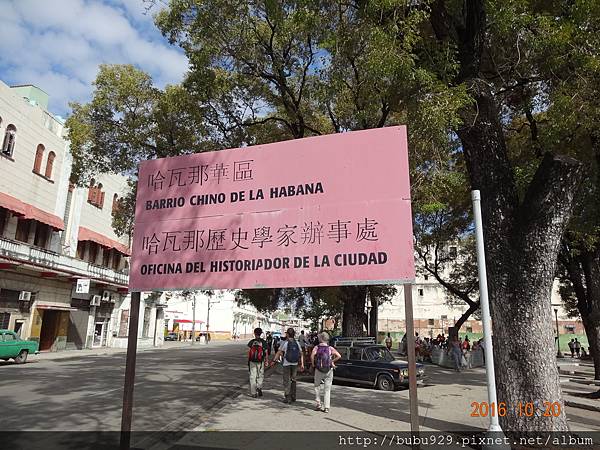 哈瓦那華區
BARRIO CHINO DE LA HABANA
哈瓦那歷史學家辦事處
OFICINA DEL HISTORIADOR DE LA CIUDAD
2016 10 20
http://bubu929.pixnet.net/album